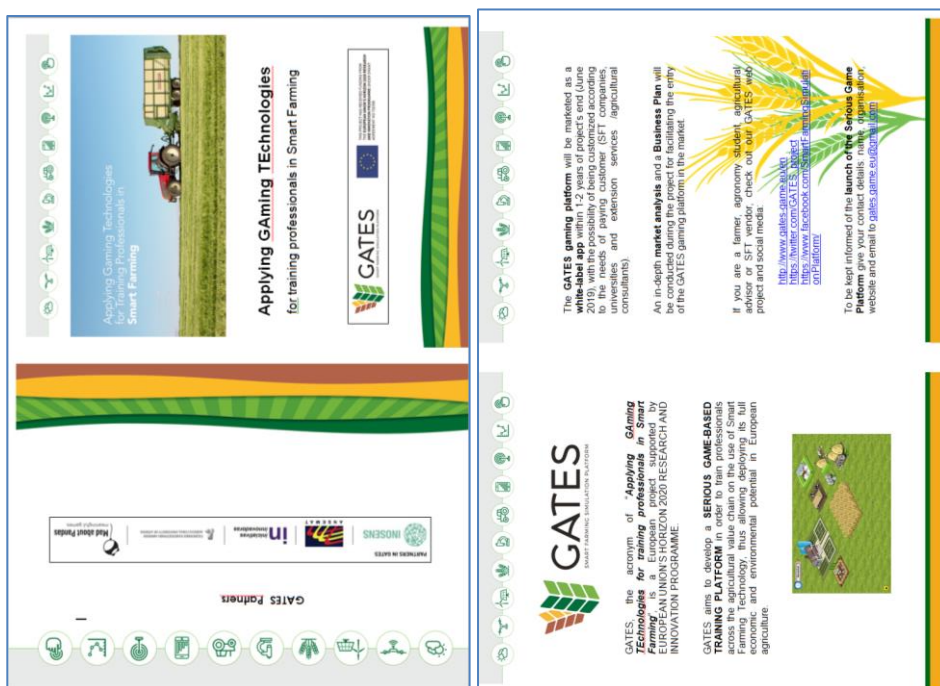 Applying Gaming Technologies
for Training Professionals in
Smart Farming
Applying GAming TEchnologies
for training professionals in Smart Farming
GATES
THIS PROJECT HAS RECEIVED FUNDING FROM
GATES Partners
PARTNERS IN GATES
INOSENS
ANSEMAT
in iniciativas innovadoras
Mad about Pandas
meaningful games
GATES
SMART FARMING SIMULATION PLATFORM
GATES, the acronym of "Applying GAming
TEchnologies for training professionals in Smart
Farming" is a European project supported by
EUROPEAN UNION'S HORIZON 2020 RESEARCH AND
INNOVATION PROGRAMME.
GATES aims to develop a SERIOUS GAME-BASED
TRAINING PLATFORM in order to train professionals
across the agricultural value chain on the use of Smart
Farming Technology, thus allowing deploying its full
economic and environmental potential in European
agriculture.
The GATES gaming platform will be marketed as a
white-label app within 1-2 years of project's end (June
2019), with the possibility of being customized according
to the needs of paying customer (SFT companies,
universities and extension services /agricultural
consultants).
An in-depth market analysis and a Business Plan will
be conducted during the project for facilitating the entry
of the GATES gaming platform in the market.
If you are a farmer, agronomy student, agricultural
advisor or SFT vendor, check out our GATES web
project and social media:
http://www.gates-game.eu/en
https://twitter.com/GATES_project
https://www.facebook.com/SmartFarmingSimulati
onPlatform/
To be kept informed of the launch of the Serious Game
Platform give your contact details: name, organisation,
website and email to gates.game.eu@gmail.com